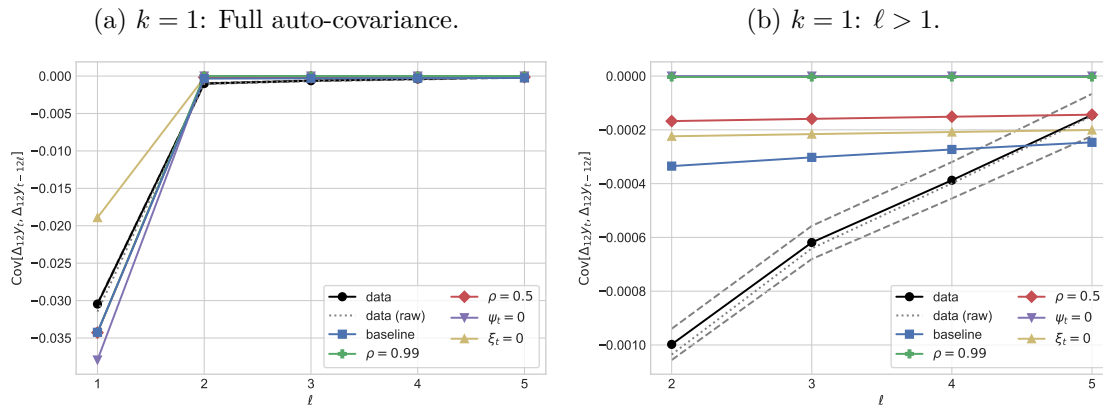 (a) k = 1: Full auto-covariance.
0.000
−0.005
−0.010
−0.015
−0.020
−0.025
−0.030
−0.035
Cov[Δ₁₂yₜ, Δ₁₂yₜ₋₁₂ℓ]
data
data (raw)
baseline
ρ = 0.99
ρ = 0.5
ψₜ = 0
ξₜ = 0
1 2 3 4 5
ℓ
(b) k = 1: ℓ > 1.
0.0000
−0.0002
−0.0004
−0.0006
−0.0008
−0.0010
Cov[Δ₁₂yₜ, Δ₁₂yₜ₋₁₂ℓ]
data
data (raw)
baseline
ρ = 0.99
ρ = 0.5
ψₜ = 0
ξₜ = 0
2 3 4 5
ℓ